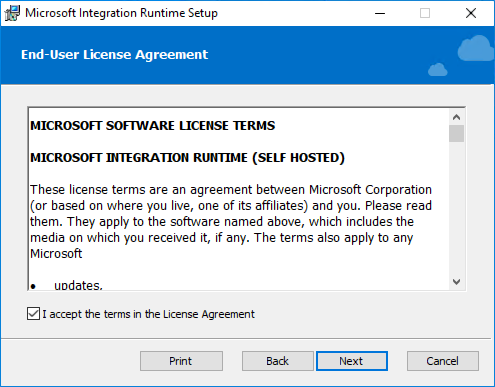 Microsoft Integration Runtime Setup
End-User License Agreement
MICROSOFT SOFTWARE LICENSE TERMS
MICROSOFT INTEGRATION RUNTIME (SELF HOSTED)
These license terms are an agreement between Microsoft Corporation
(or based on where you live, one of its affiliates) and you. Please read
them. They apply to the software named above, which includes the
media on which you received it, if any. The terms also apply to any
Microsoft
• updates,
I accept the terms in the License Agreement
Print Back Next Cancel